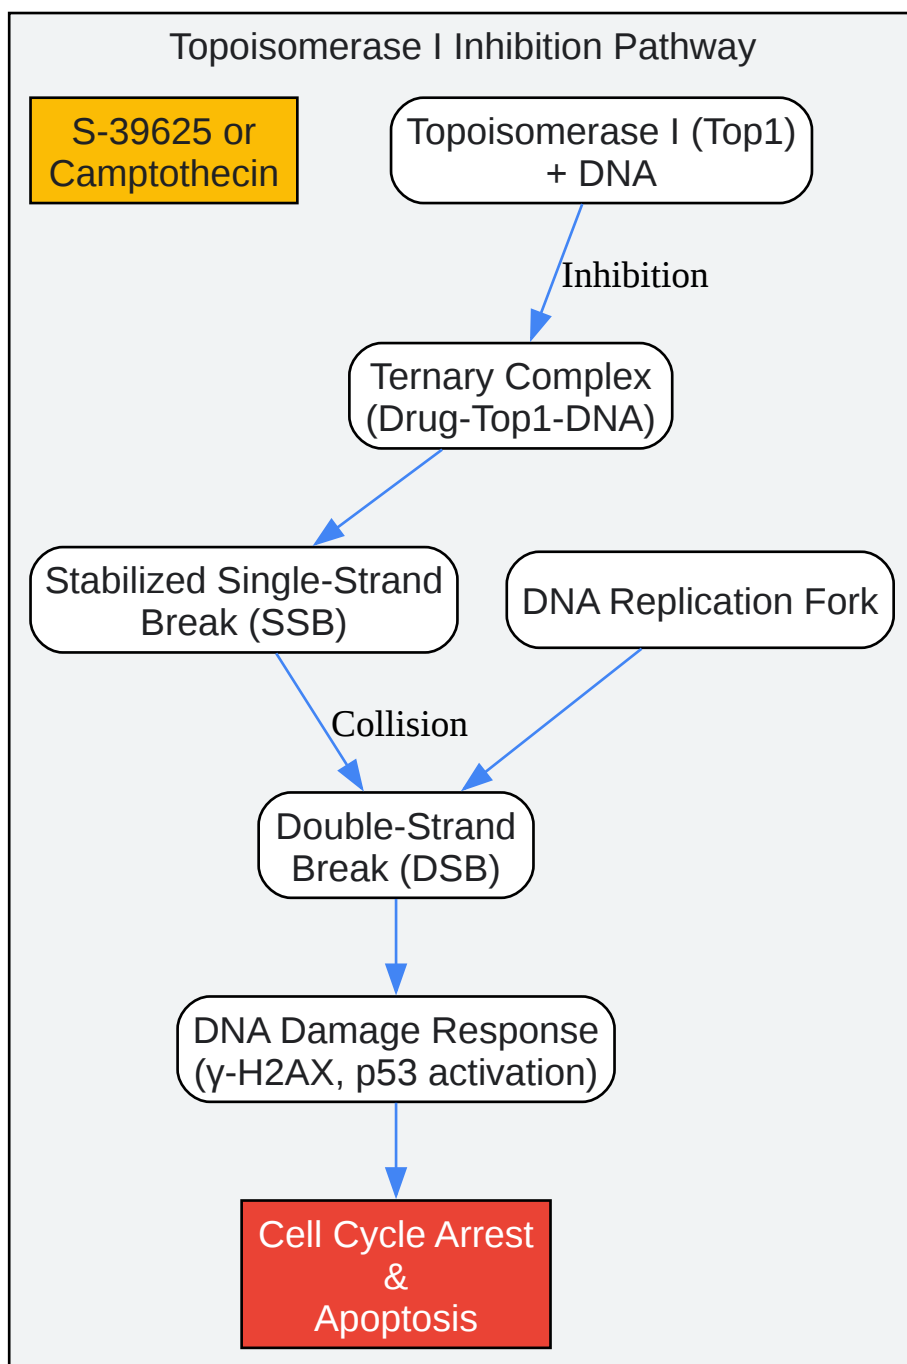 Topoisomerase I Inhibition Pathway
S-39625 or
Camptothecin
Topoisomerase I (Top1)
+ DNA
Inhibition
Ternary Complex
(Drug-Top1-DNA)
Stabilized Single-Strand
Break (SSB)
DNA Replication Fork
Collision
Double-Strand
Break (DSB)
DNA Damage Response
(γ-H2AX, p53 activation)
Cell Cycle Arrest
&
Apoptosis